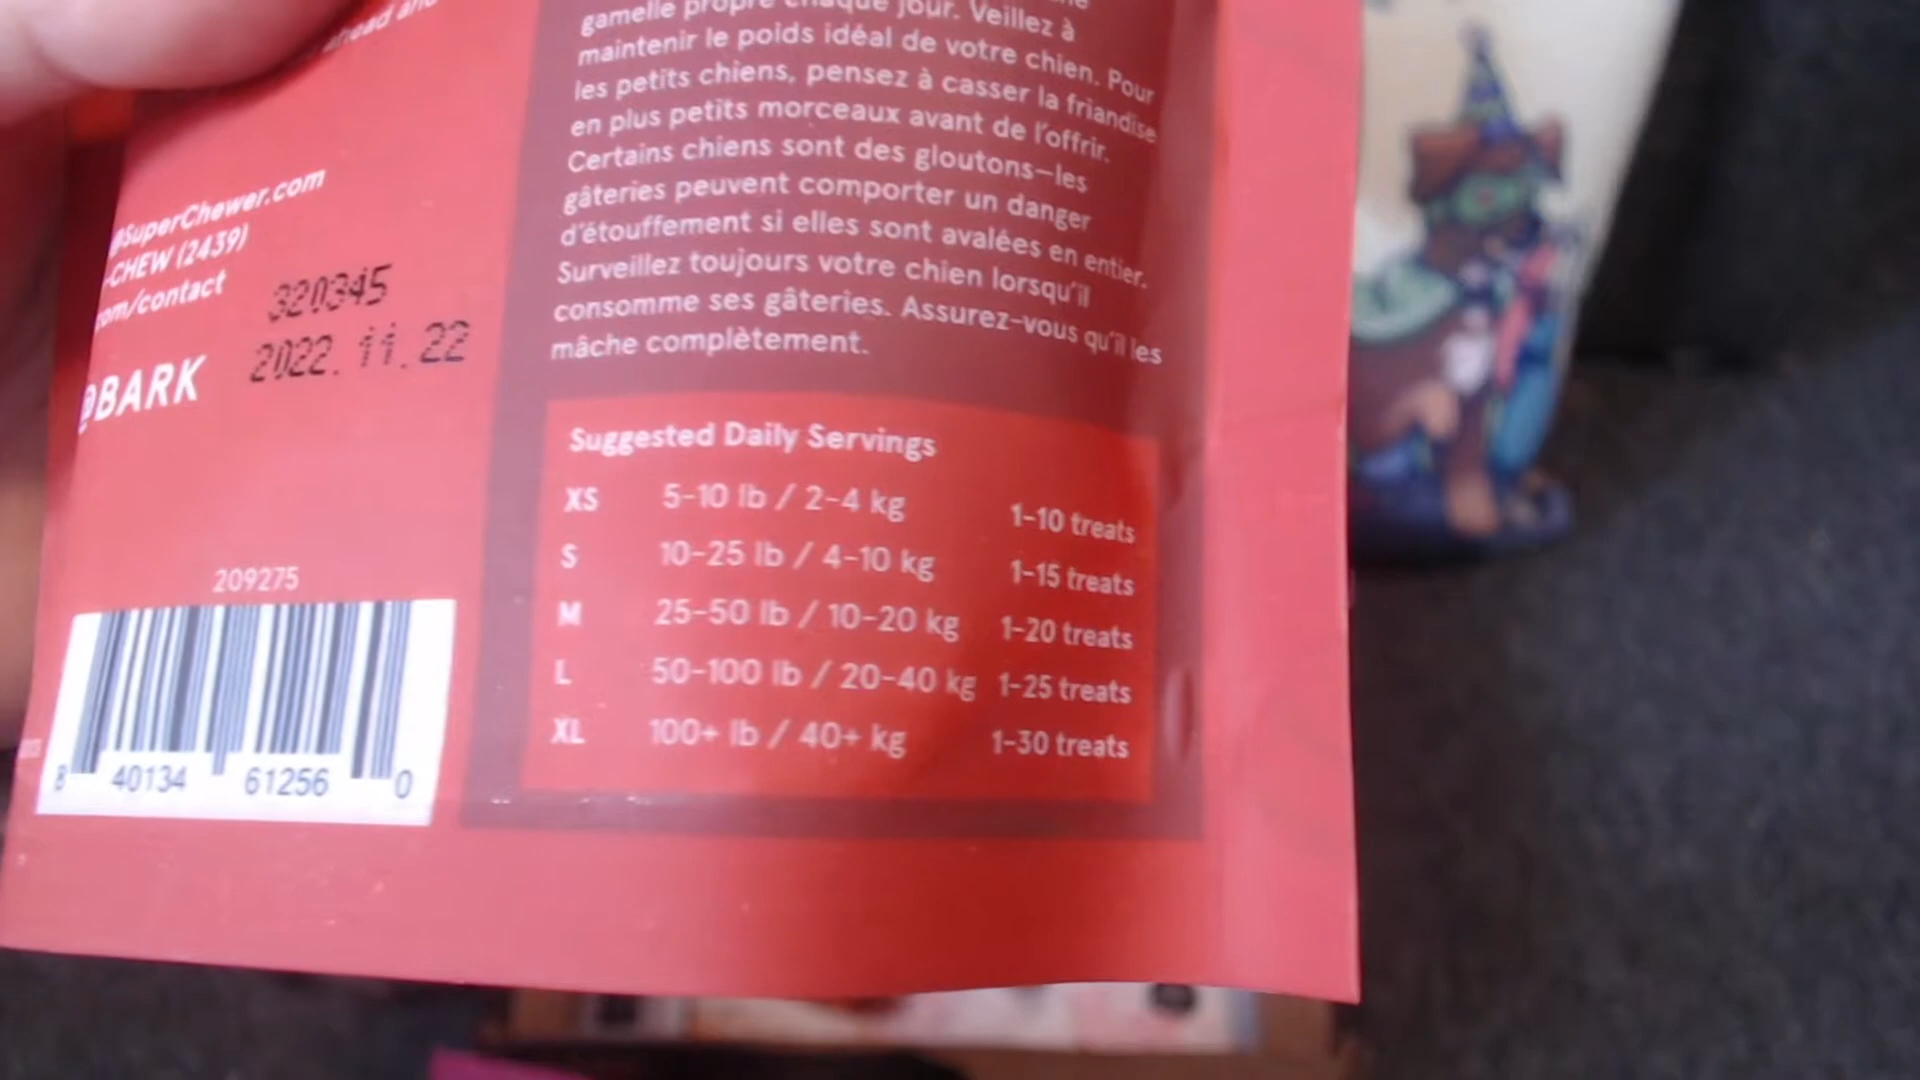 ahead and
@SuperChewer.com
-CHEW (2439)
com/contact
320345
2022.11.22
@BARK
209275
8 40134 61256 0
gamelle propre chaque jour. Veillez à
maintenir le poids idéal de votre chien. Pour
les petits chiens, pensez à casser la friandise
en plus petits morceaux avant de l'offrir.
Certains chiens sont des gloutons—les
gâteries peuvent comporter un danger
d'étouffement si elles sont avalées en entier.
Surveillez toujours votre chien lorsqu'il
consomme ses gâteries. Assurez-vous qu'il les
mâche complètement.
Suggested Daily Servings
XS 5-10 lb / 2-4 kg 1-10 treats
S 10-25 lb / 4-10 kg 1-15 treats
M 25-50 lb / 10-20 kg 1-20 treats
L 50-100 lb / 20-40 kg 1-25 treats
XL 100+ lb / 40+ kg 1-30 treats